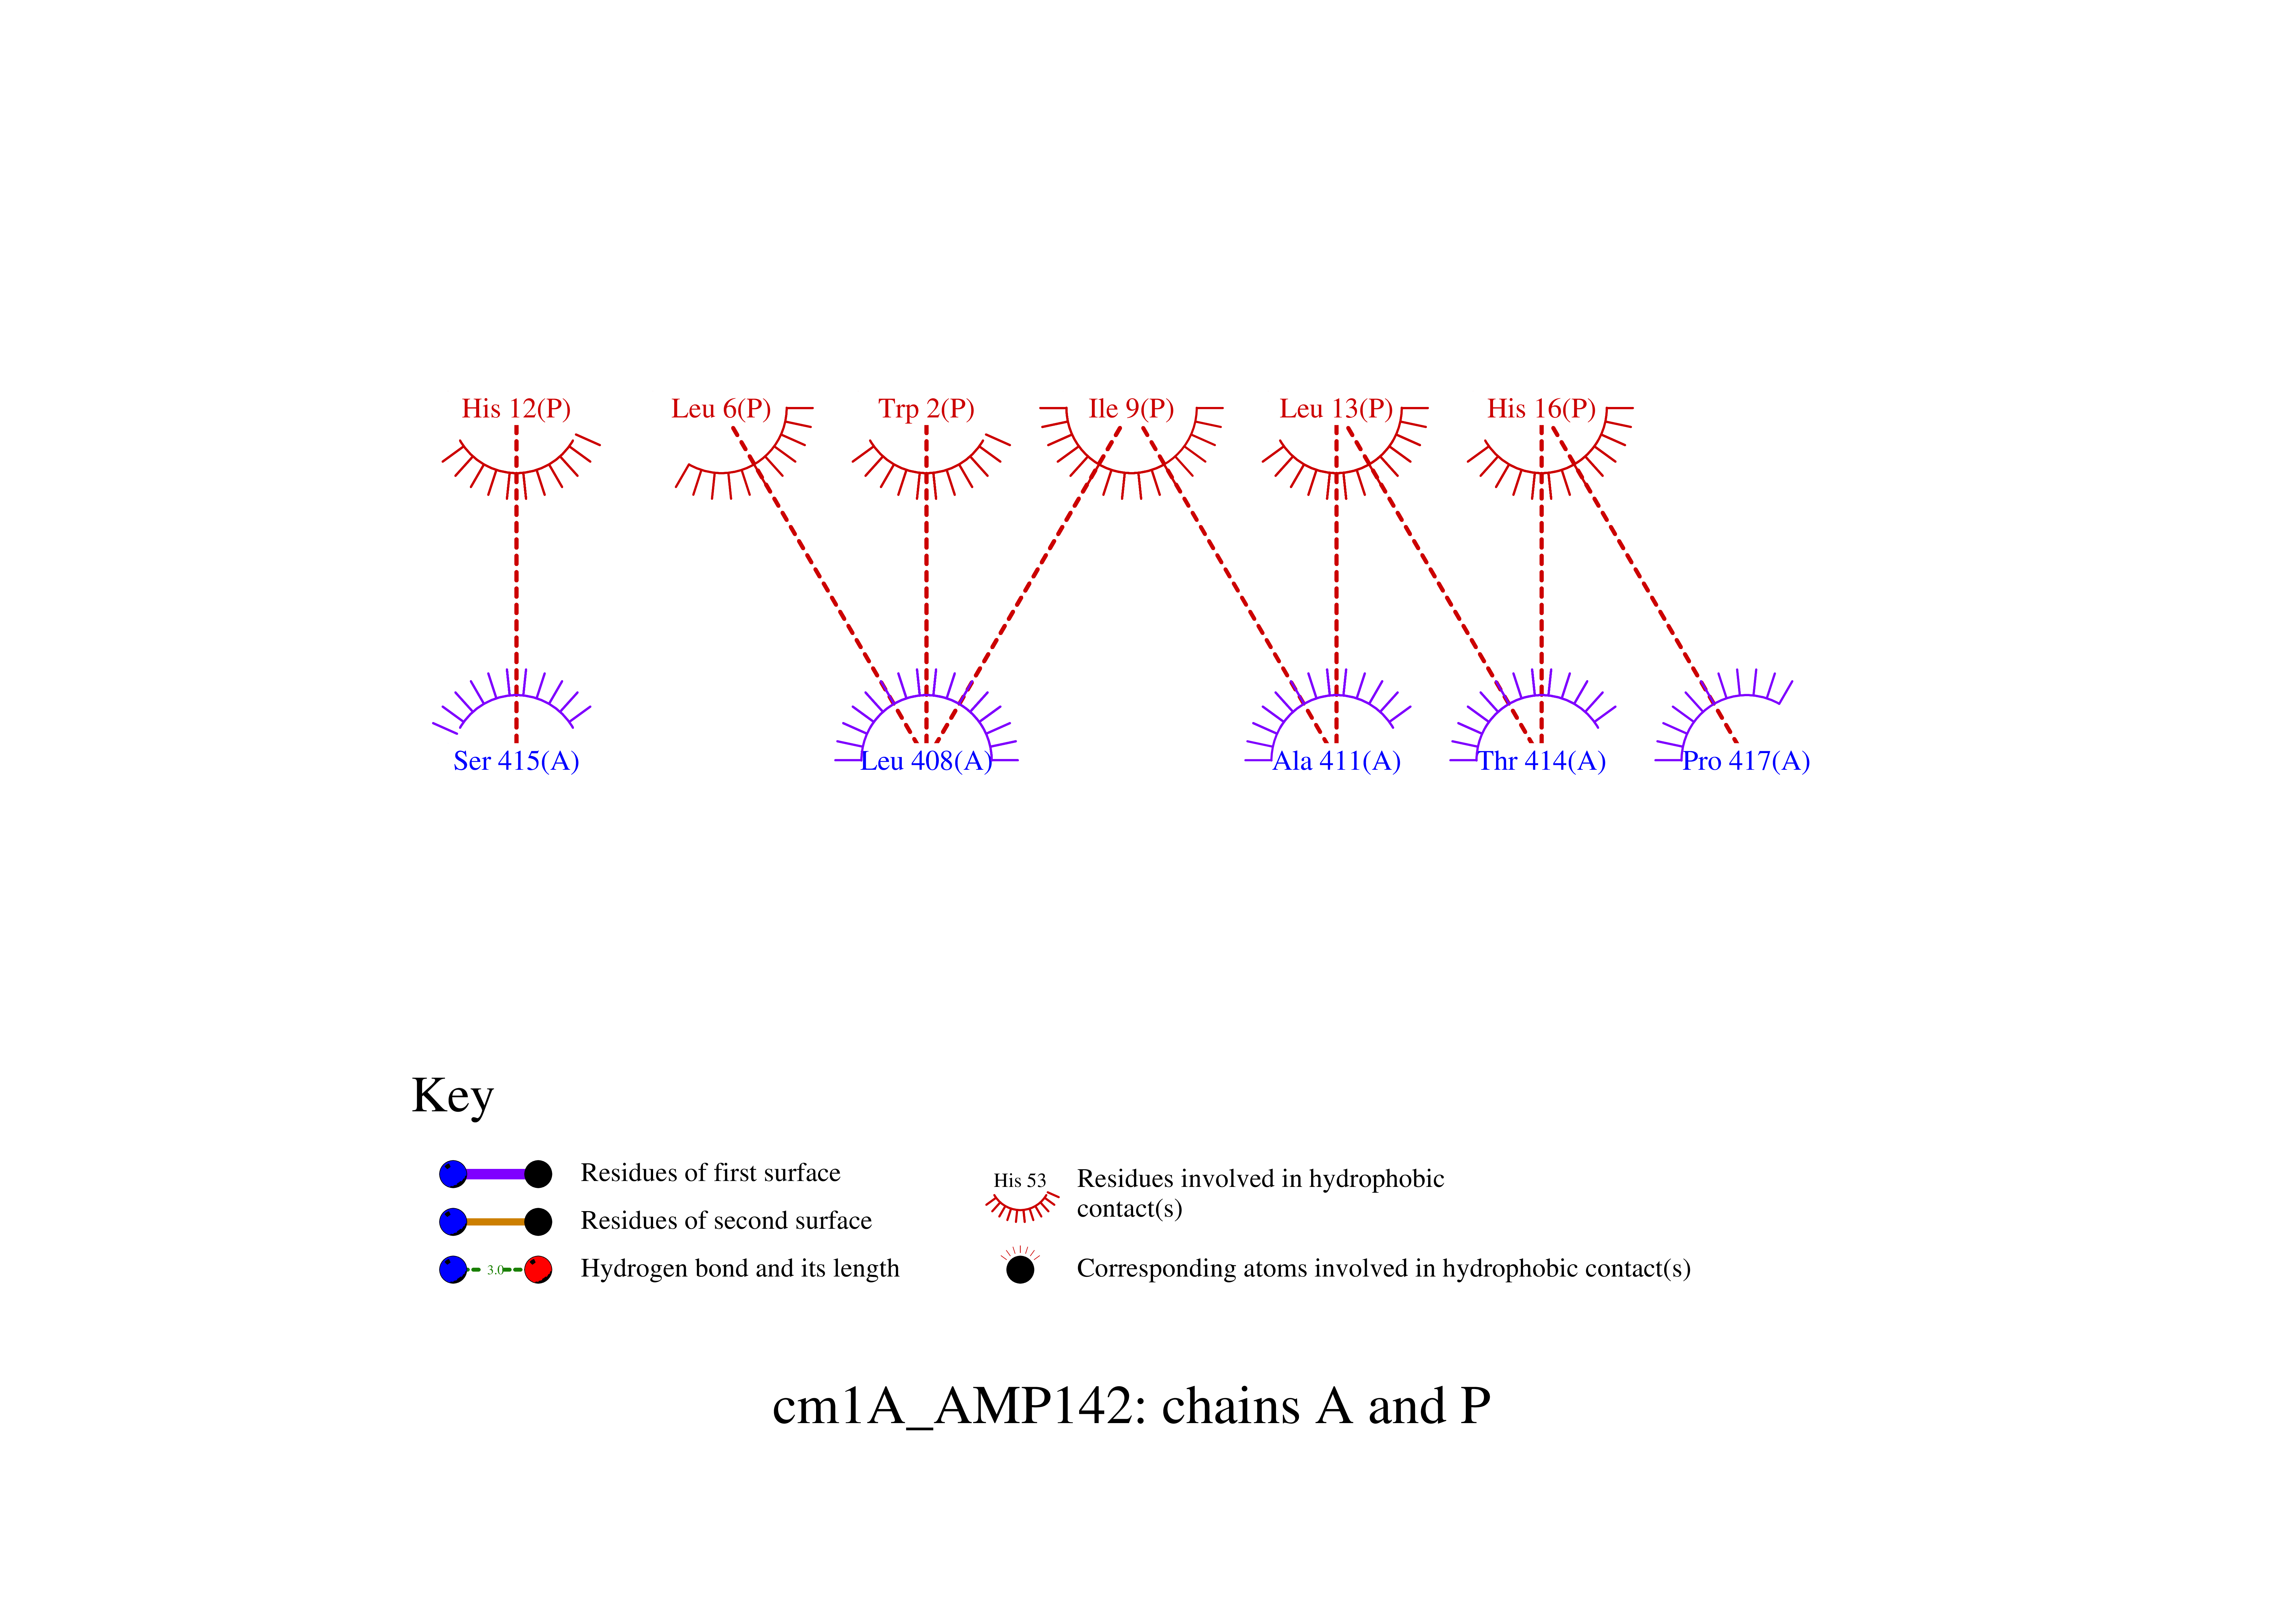 His 12(P) Leu 6(P) Trp 2(P) Ile 9(P) Leu 13(P) His 16(P)
Ser 415(A) Leu 408(A) Ala 411(A) Thr 414(A) Pro 417(A)
Key
Residues of first surface
Residues of second surface
3.0 Hydrogen bond and its length
His 53 Residues involved in hydrophobic
contact(s)
Corresponding atoms involved in hydrophobic contact(s)
cm1A_AMP142: chains A and P